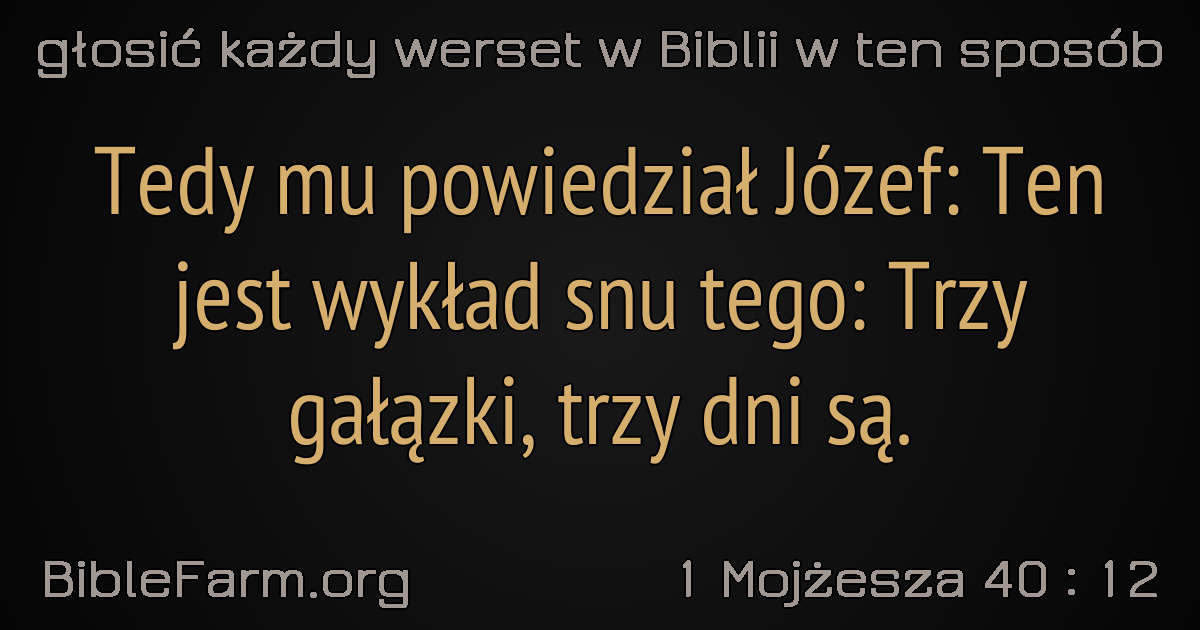 głosić każdy werset w Biblii w ten sposób
Tedy mu powiedział Józef: Ten
jest wykład snu tego: Trzy
gałązki, trzy dni są.
BibleFarm.org
1 Mojżesza 40 : 12